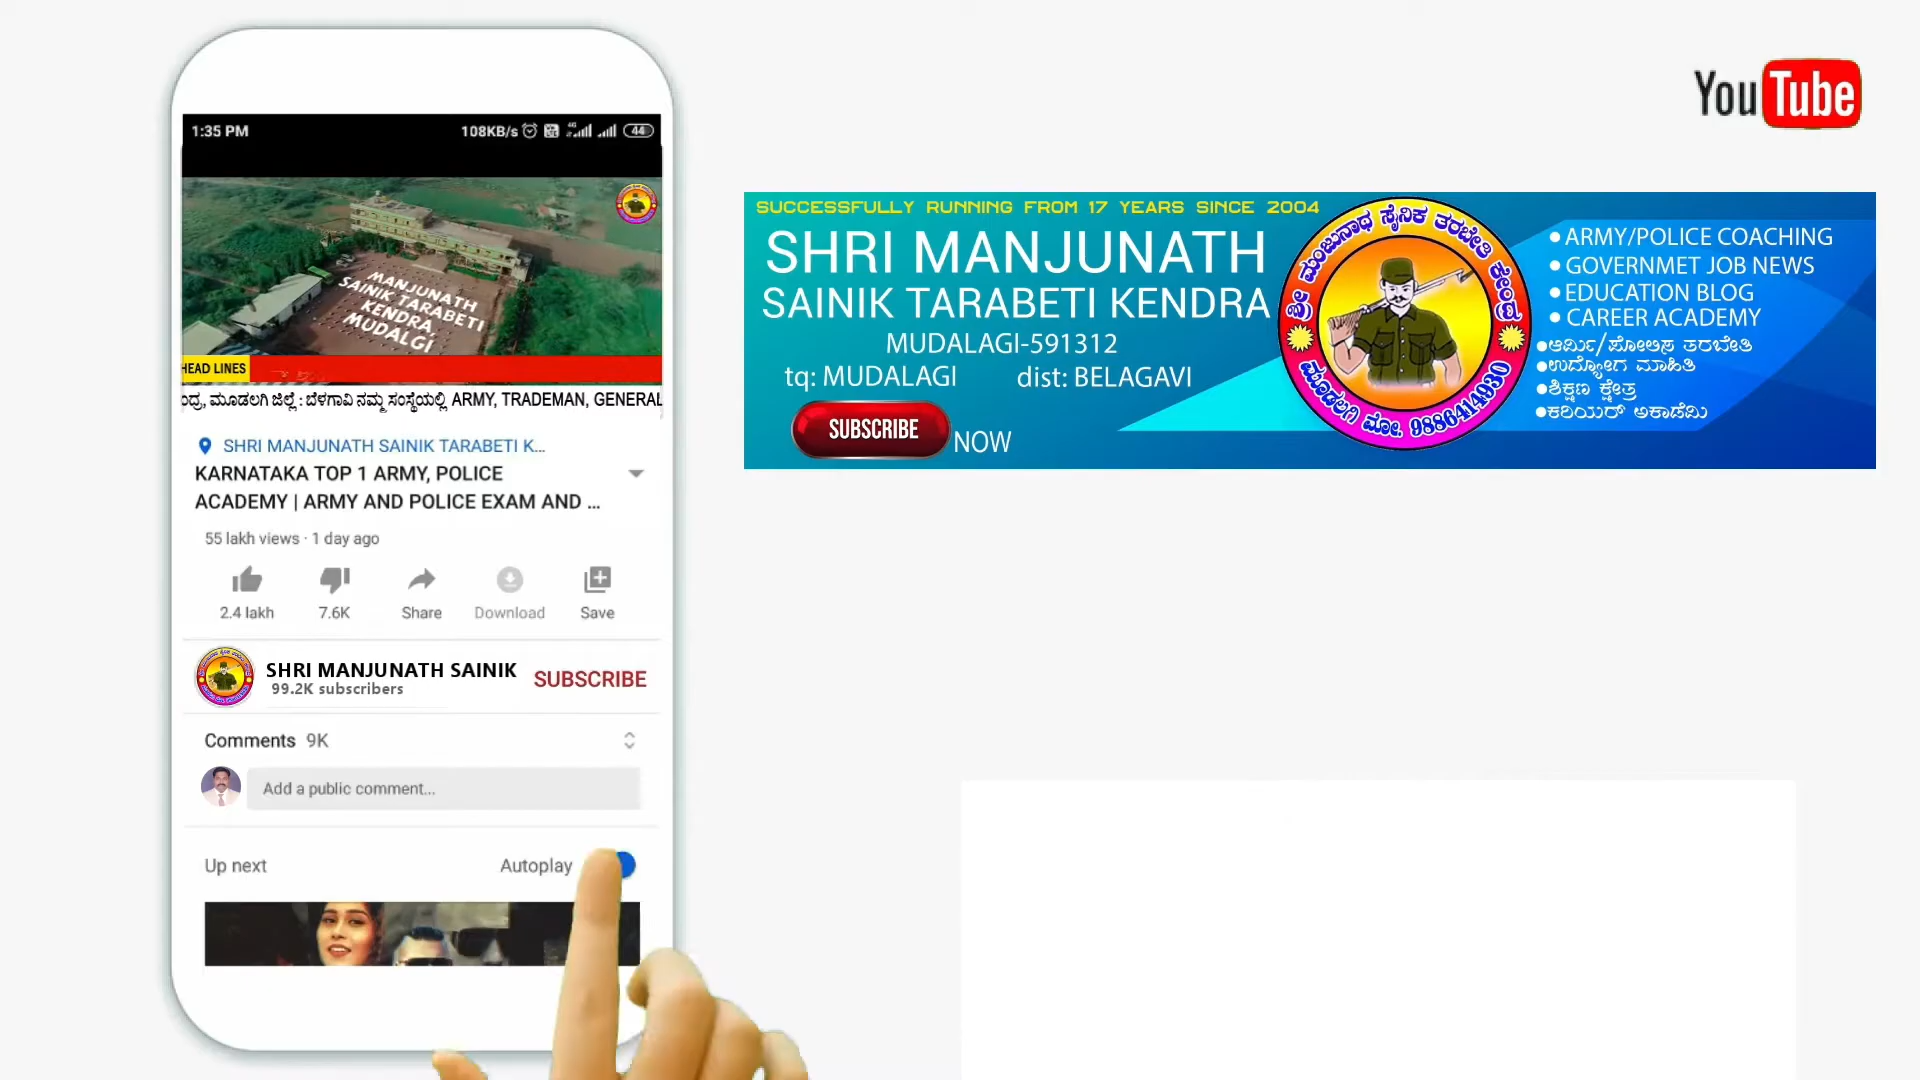 1:35 PM
108KB/s
4G
44
MANJUNATH
SAINIK TARABETI
KENDRA,
MUDALGI
HEAD LINES
ಂದ್ರ, ಮೂಡಲಗಿ ಜಿಲ್ಲೆ : ಬೆಳಗಾವಿ ನಮ್ಮ ಸಂಸ್ಥೆಯಲ್ಲಿ ARMY, TRADEMAN, GENERAL
SHRI MANJUNATH SAINIK TARABETI K...
KARNATAKA TOP 1 ARMY, POLICE
ACADEMY | ARMY AND POLICE EXAM AND ...
55 lakh views · 1 day ago
2.4 lakh
7.6K
Share
Download
Save
SHRI MANJUNATH SAINIK
99.2K subscribers
SUBSCRIBE
Comments 9K
Add a public comment...
Up next
Autoplay
YouTube
SUCCESSFULLY RUNNING FROM 17 YEARS SINCE 2004
SHRI MANJUNATH
SAINIK TARABETI KENDRA
MUDALAGI-591312
tq: MUDALAGI dist: BELAGAVI
SUBSCRIBE NOW
ಶ್ರೀ ಮಂಜುನಾಥ ಸೈನಿಕ ತರಬೇತಿ ಕೇಂದ್ರ
ಮೂಡಲಗಿ ಮೋ. 9886414930
● ARMY/POLICE COACHING
● GOVERNMET JOB NEWS
● EDUCATION BLOG
● CAREER ACADEMY
●ಆರ್ಮಿ/ಪೋಲಿಸ ತರಬೇತಿ
●ಉದ್ಯೋಗ ಮಾಹಿತಿ
●ಶಿಕ್ಷಣ ಕ್ಷೇತ್ರ
●ಕರಿಯರ್ ಅಕಾಡೆಮಿ